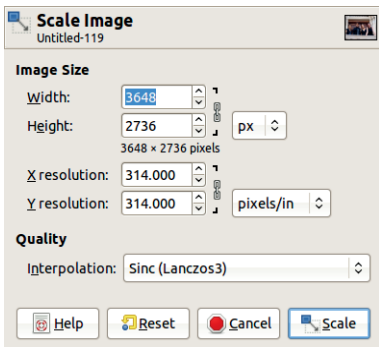 Scale Image
Untitled-119
Image Size
Width: 3648
Height: 2736 px
3648 × 2736 pixels
X resolution: 314.000
Y resolution: 314.000 pixels/in
Quality
Interpolation: Sinc (Lanczos3)
Help Reset Cancel Scale